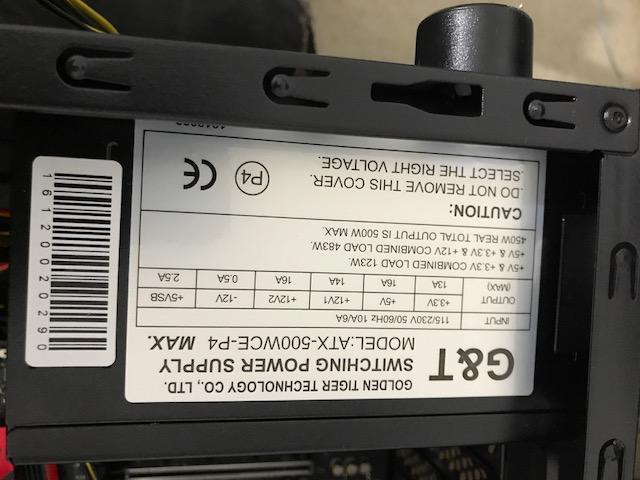 GOLDEN TIGER TECHNOLOGY CO., LTD.
G&T SWITCHING POWER SUPPLY
MODEL:ATX-500WCE-P4 MAX.
INPUT 115/230V 50/60Hz 10A/6A
OUTPUT (MAX) +3.3V +5V +12V1 +12V2 -12V +5VSB
13A 16A 14A 16A 0.5A 2.5A
+5V & +3.3V COMBINED LOAD 123W.
+5V & +3.3V & +12V COMBINED LOAD 483W.
450W REAL TOTAL OUTPUT IS 500W MAX.
CAUTION:
.DO NOT REMOVE THIS COVER.
.SELECT THE RIGHT VOLTAGE.
P4 CE
161200020290